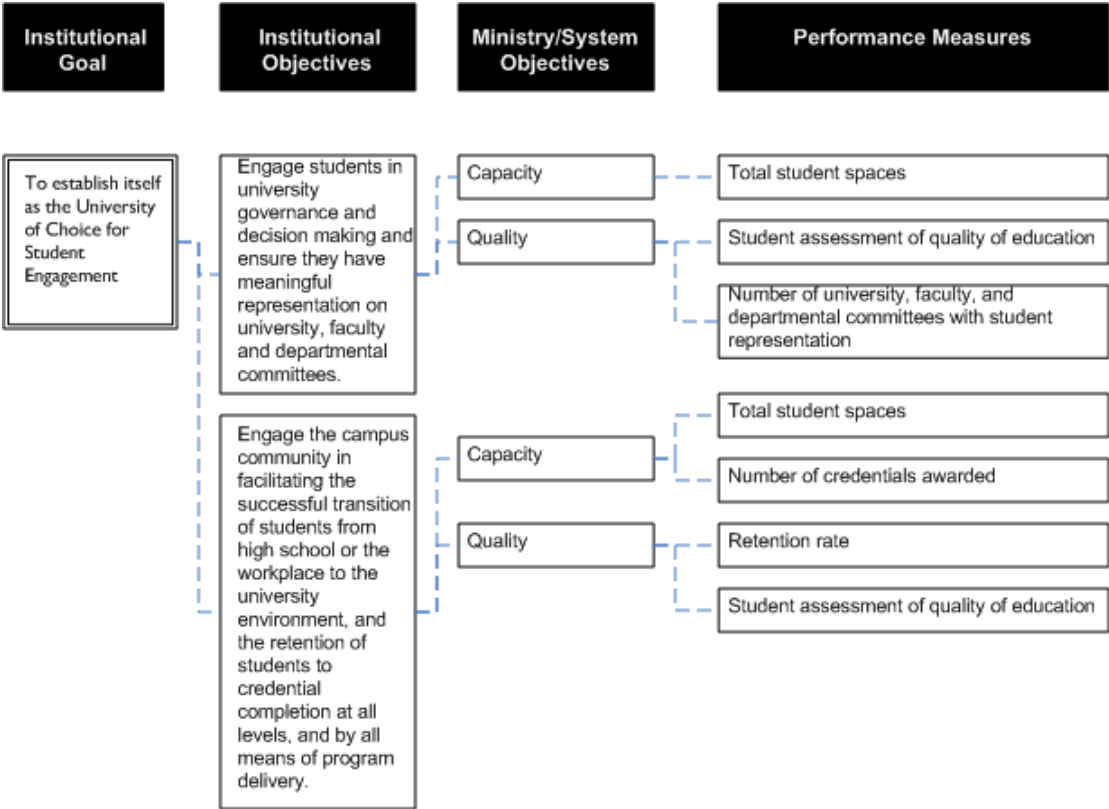 Institutional
Goal
Institutional
Objectives
Ministry/System
Objectives
Performance Measures
To establish itself
as the University
of Choice for
Student
Engagement
Engage students in
university
governance and
decision making and
ensure they have
meaningful
representation on
university, faculty
and departmental
committees.
Capacity
Total student spaces
Quality
Student assessment of quality of education
Number of university, faculty, and
departmental committees with student
representation
Engage the campus
community in
facilitating the
successful transition
of students from
high school or the
workplace to the
university
environment, and
the retention of
students to
credential
completion at all
levels, and by all
means of program
delivery.
Capacity
Total student spaces
Number of credentials awarded
Quality
Retention rate
Student assessment of quality of education